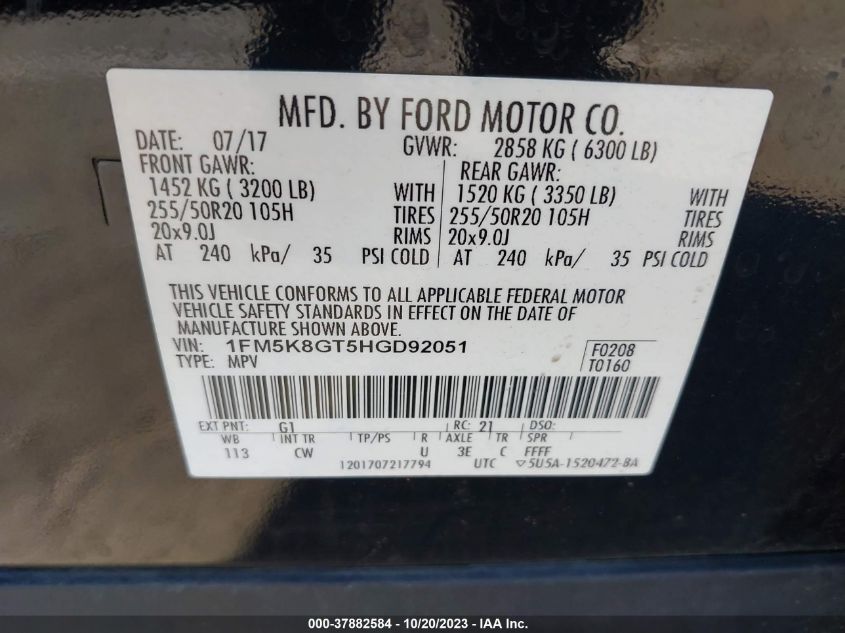 MFD. BY FORD MOTOR CO.
DATE: 07/17 GVWR: 2858 KG ( 6300 LB)
FRONT GAWR: REAR GAWR:
1452 KG ( 3200 LB) WITH 1520 KG ( 3350 LB) WITH
255/50R20 105H TIRES 255/50R20 105H TIRES
20x9.0J RIMS 20x9.0J RIMS
AT 240 kPa/ 35 PSI COLD AT 240 kPa/ 35 PSI COLD
THIS VEHICLE CONFORMS TO ALL APPLICABLE FEDERAL MOTOR
VEHICLE SAFETY STANDARDS IN EFFECT ON THE DATE OF
MANUFACTURE SHOWN ABOVE.
VIN: 1FM5K8GT5HGD92051 F0208
TYPE: MPV T0160
EXT PNT: G1 RC: 21 DSO:
WB INT TR TP/PS R AXLE TR SPR
113 CW U 3E C FFFF
1201707217794 UTC ▽5U5A-1520472-BA
000-37882584 - 10/20/2023 - IAA Inc.